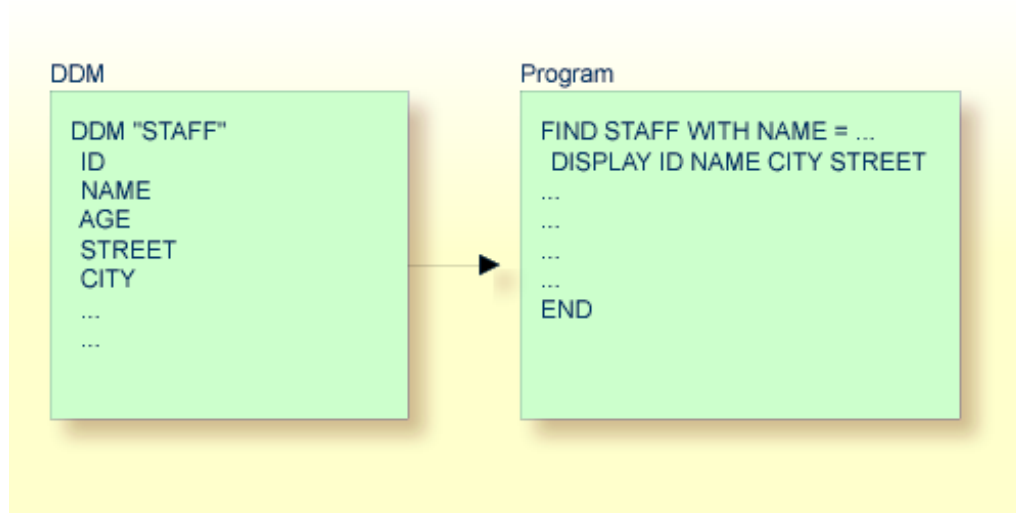 DDM
DDM "STAFF"
ID
NAME
AGE
STREET
CITY
...
...
Program
FIND STAFF WITH NAME = ...
DISPLAY ID NAME CITY STREET
...
...
...
...
END